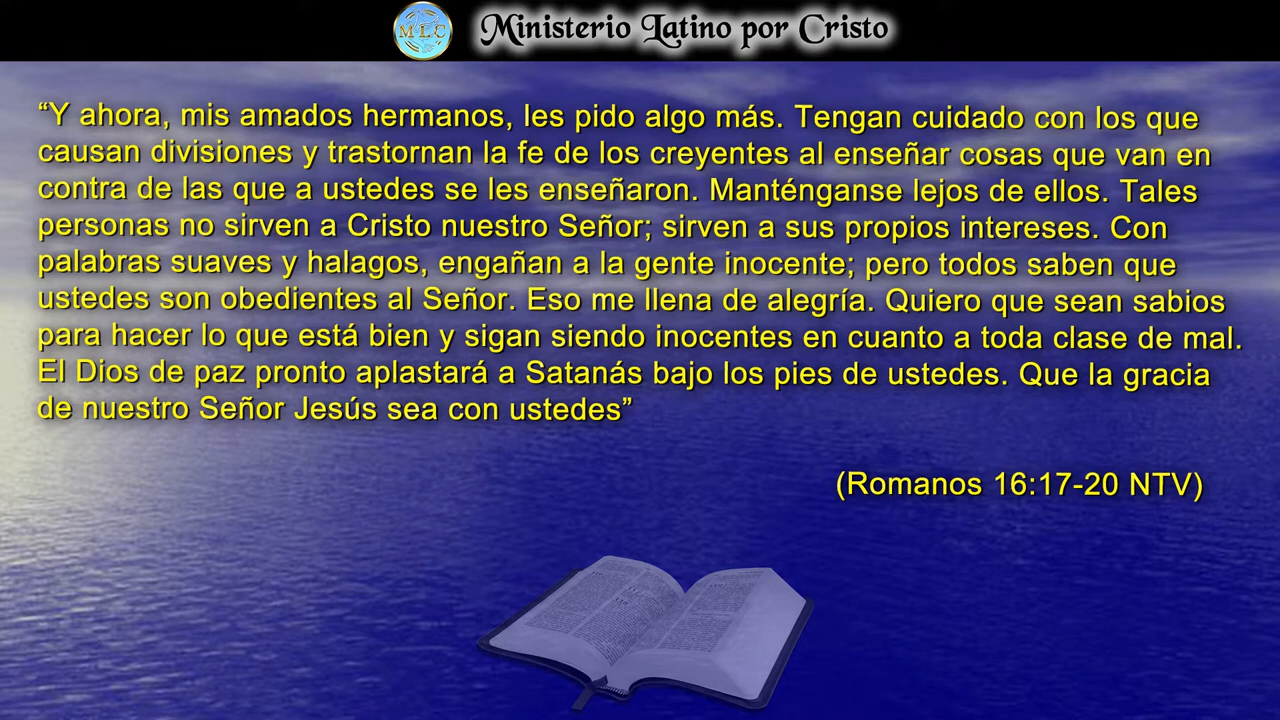 MLC Ministerio Latino por Cristo
“Y ahora, mis amados hermanos, les pido algo más. Tengan cuidado con los que
causan divisiones y trastornan la fe de los creyentes al enseñar cosas que van en
contra de las que a ustedes se les enseñaron. Manténganse lejos de ellos. Tales
personas no sirven a Cristo nuestro Señor; sirven a sus propios intereses. Con
palabras suaves y halagos, engañan a la gente inocente; pero todos saben que
ustedes son obedientes al Señor. Eso me llena de alegría. Quiero que sean sabios
para hacer lo que está bien y sigan siendo inocentes en cuanto a toda clase de mal.
El Dios de paz pronto aplastará a Satanás bajo los pies de ustedes. Que la gracia
de nuestro Señor Jesús sea con ustedes”
(Romanos 16:17-20 NTV)